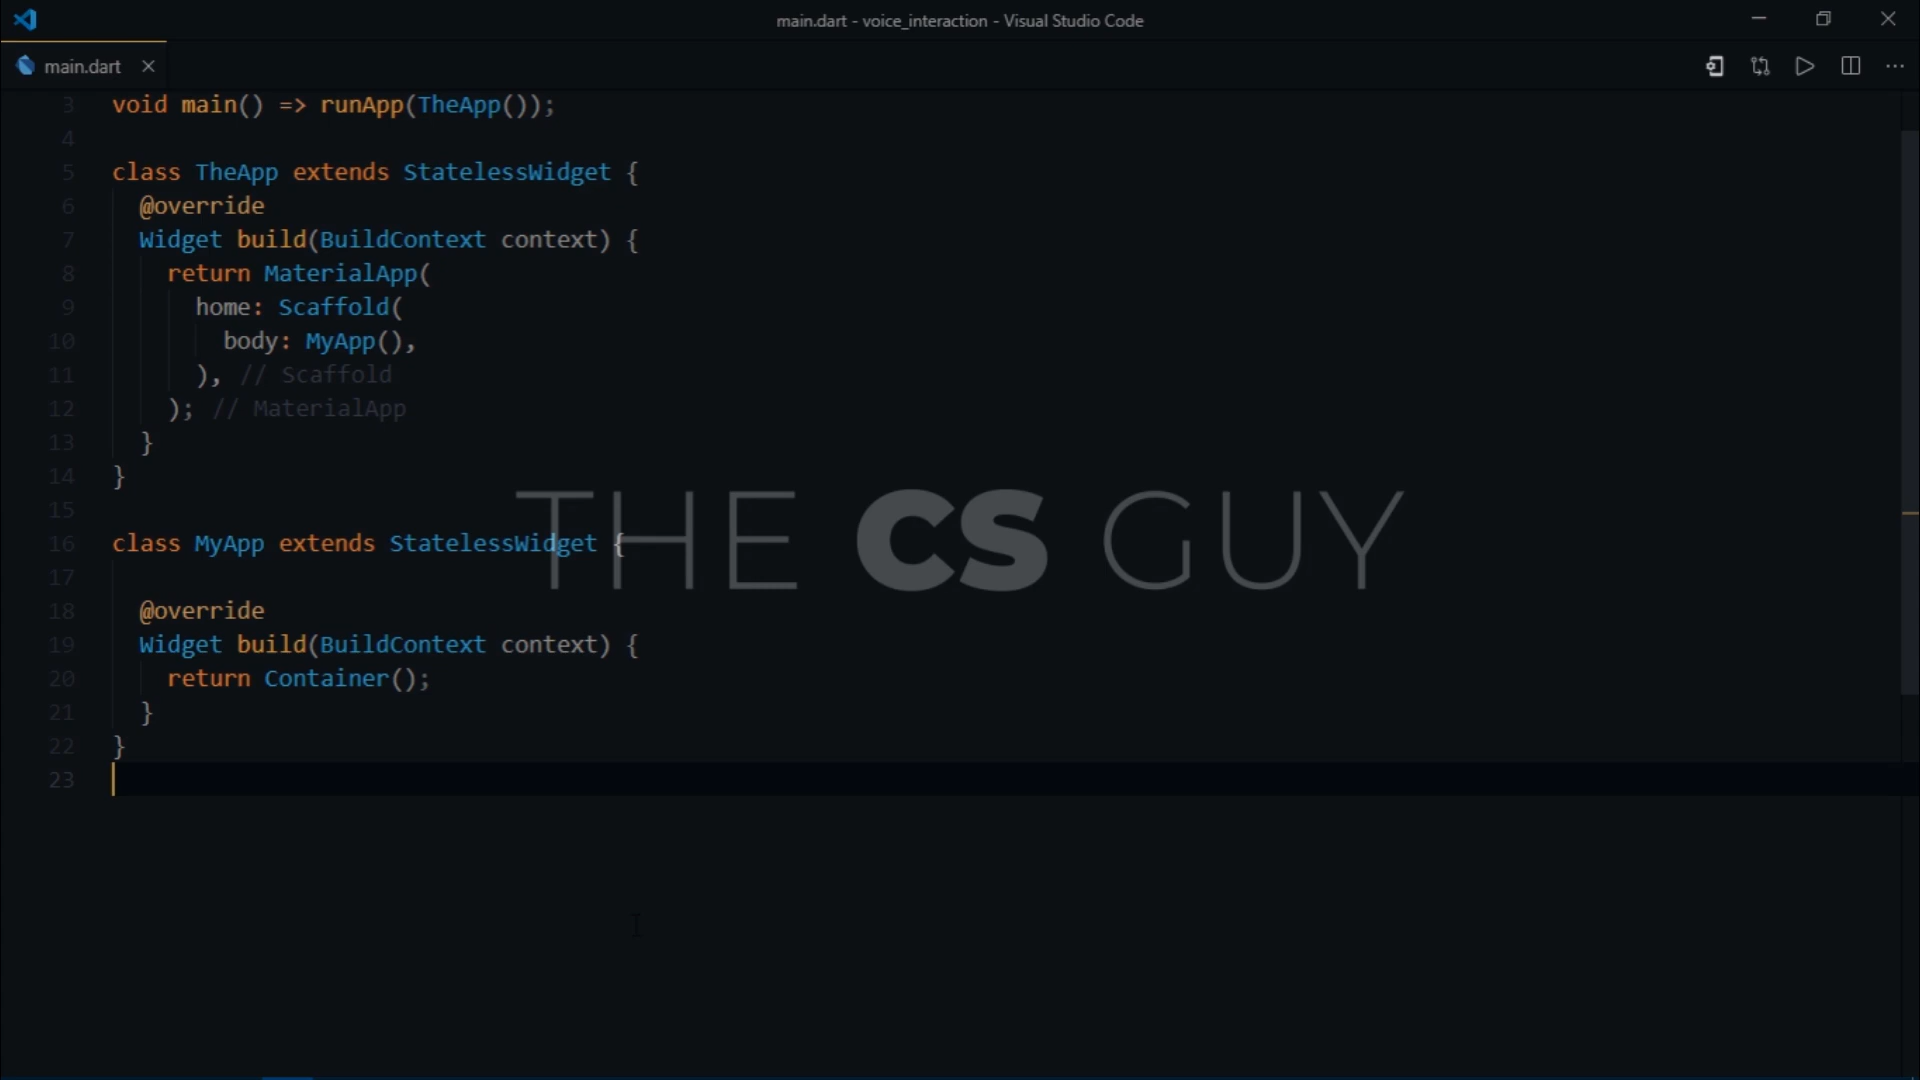 main.dart - voice_interaction - Visual Studio Code
main.dart
3 void main() => runApp(TheApp());
4
5 class TheApp extends StatelessWidget {
6 @override
7 Widget build(BuildContext context) {
8 return MaterialApp(
9 home: Scaffold(
10 body: MyApp(),
11 ), // Scaffold
12 ); // MaterialApp
13 }
14 }
15
16 class MyApp extends StatelessWidget {
17
18 @override
19 Widget build(BuildContext context) {
20 return Container();
21 }
22 }
23
THE CS GUY